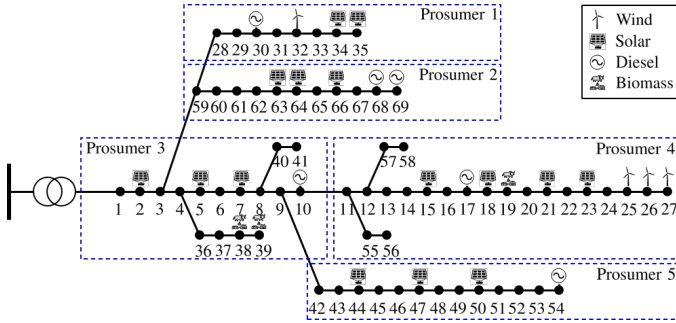 Prosumer 1
28 29 30 31 32 33 34 35
Wind
Solar
Diesel
Biomass
Prosumer 2
59 60 61 62 63 64 65 66 67 68 69
Prosumer 3
40 41
1 2 3 4 5 6 7 8 9 10
36 37 38 39
Prosumer 4
57 58
11 12 13 14 15 16 17 18 19 20 21 22 23 24 25 26 27
55 56
Prosumer 5
42 43 44 45 46 47 48 49 50 51 52 53 54